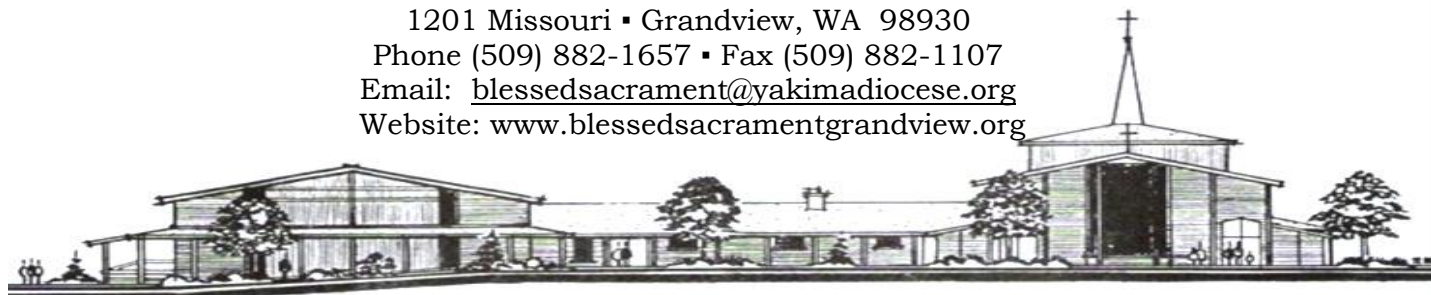 1201 Missouri ▪ Grandview, WA  98930
Phone (509) 882-1657 ▪ Fax (509) 882-1107
Email:  blessedsacrament@yakimadiocese.org
Website: www.blessedsacramentgrandview.org